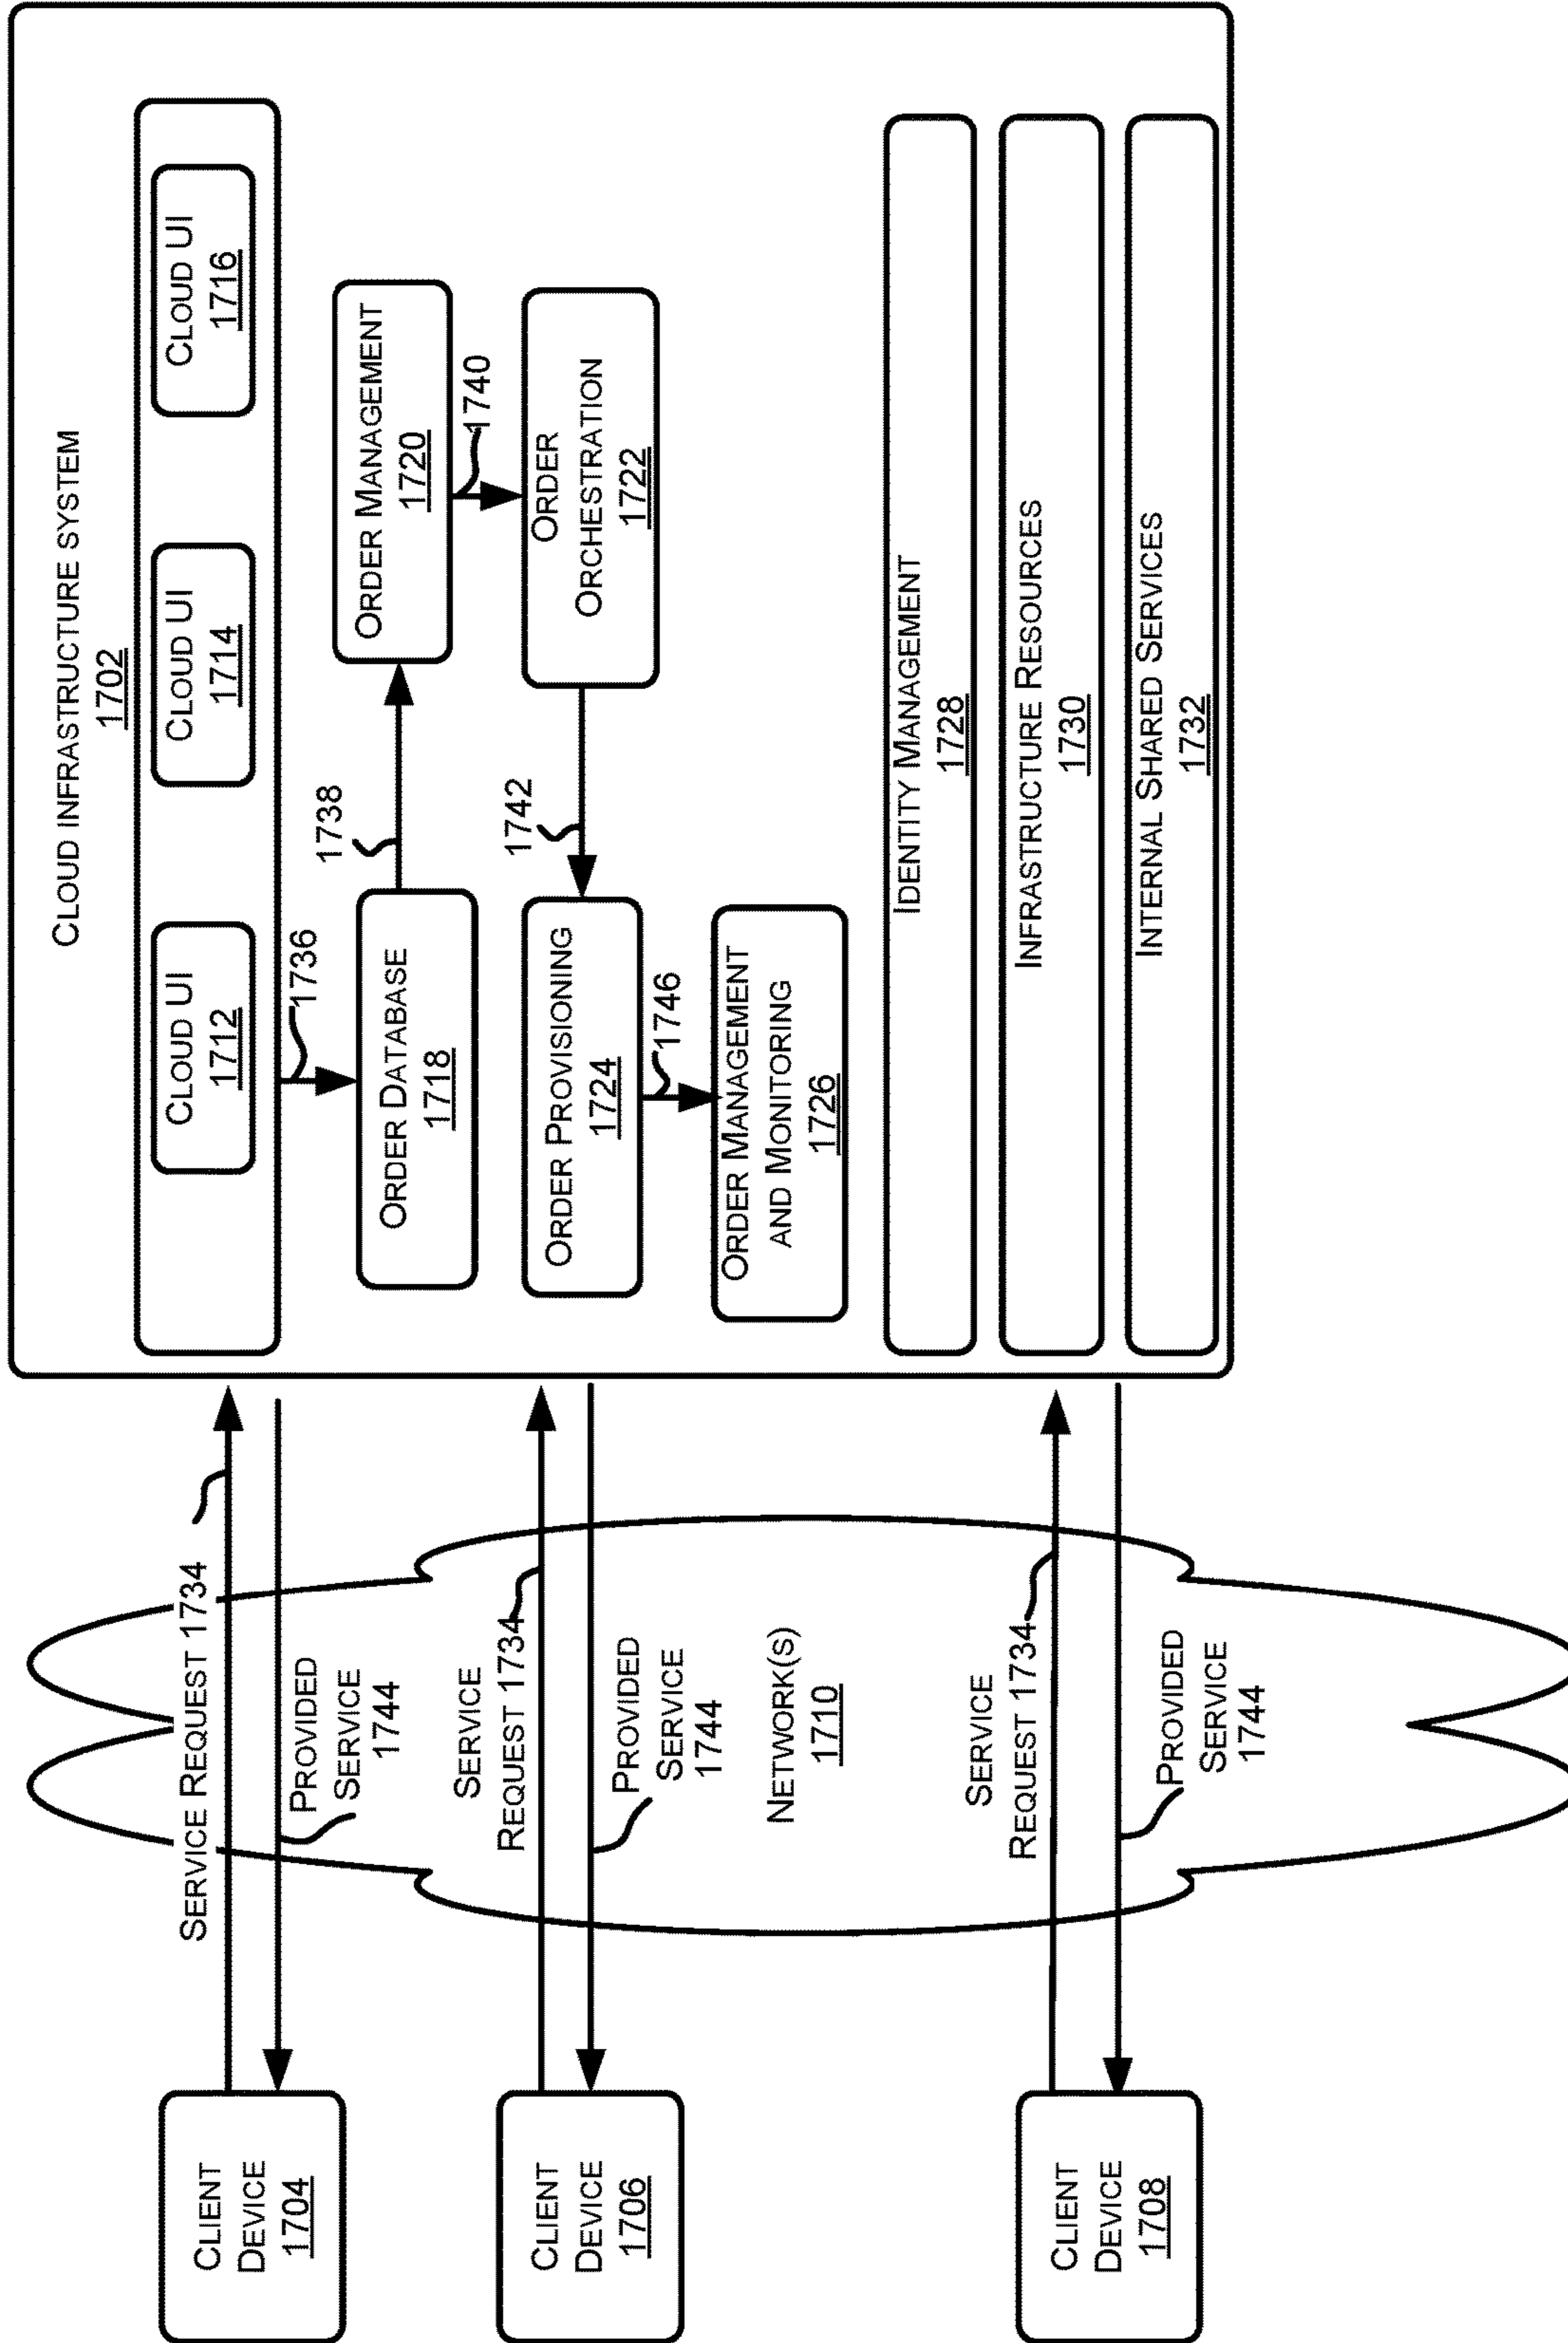 CLOUD INFRASTRUCTURE SYSTEM
1702
CLOUD UI
1712
CLOUD UI
1714
CLOUD UI
1716
1736
ORDER DATABASE
1718
1738
ORDER MANAGEMENT
1720
1740
ORDER
ORCHESTRATION
1722
1742
ORDER PROVISIONING
1724
1746
ORDER MANAGEMENT
AND MONITORING
1726
IDENTITY MANAGEMENT
1728
INFRASTRUCTURE RESOURCES
1730
INTERNAL SHARED SERVICES
1732
CLIENT
DEVICE
1704
SERVICE REQUEST 1734
PROVIDED
SERVICE
1744
CLIENT
DEVICE
1706
SERVICE
REQUEST 1734
PROVIDED
SERVICE
1744
NETWORK(S)
1710
CLIENT
DEVICE
1708
SERVICE
REQUEST 1734
PROVIDED
SERVICE
1744